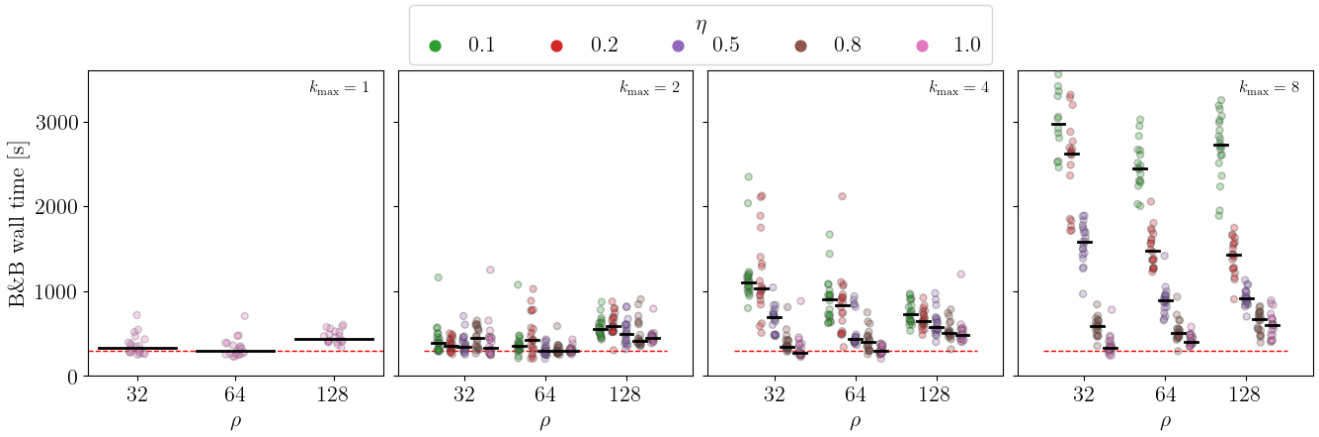 η
0.1 0.2 0.5 0.8 1.0
k_max = 1 k_max = 2 k_max = 4 k_max = 8
B&B wall time [s]
3000
2000
1000
0
32 64 128 32 64 128 32 64 128 32 64 128
ρ ρ ρ ρ